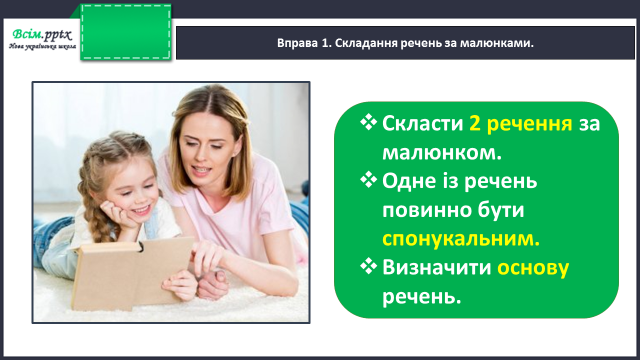 Всім.pptx
Нова українська школа
Вправа 1. Складання речень за малюнками.
❖ Скласти 2 речення за
малюнком.
❖ Одне із речень
повинно бути
спонукальним.
❖ Визначити основу
речень.